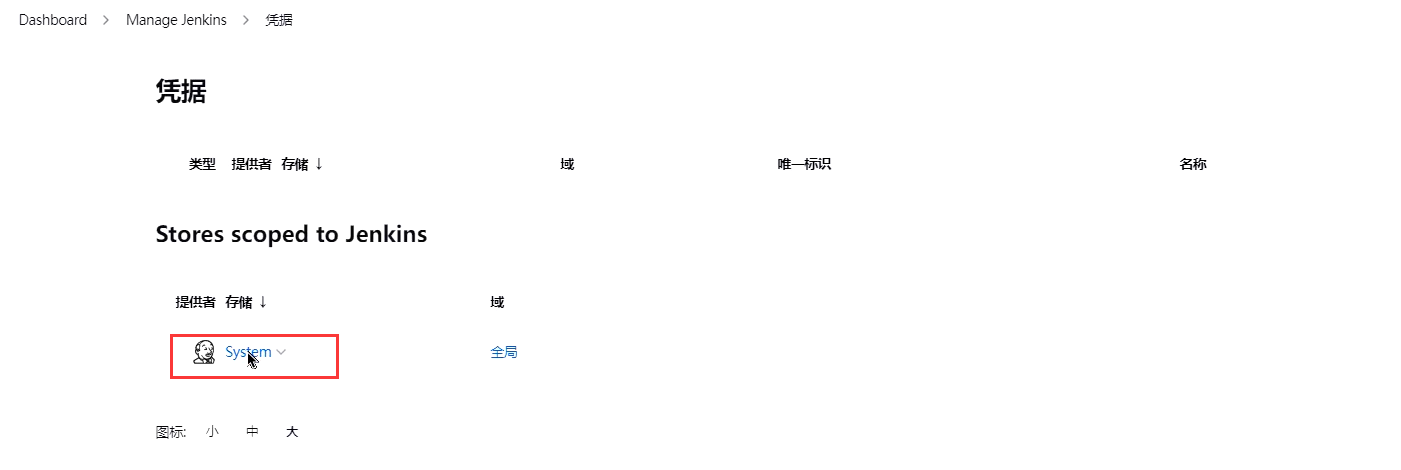 Dashboard > Manage Jenkins > 凭据
凭据
类型 提供者 存储 ↓ 域 唯一标识 名称
Stores scoped to Jenkins
提供者 存储 ↓ 域
System 全局
图标: 小 中 大